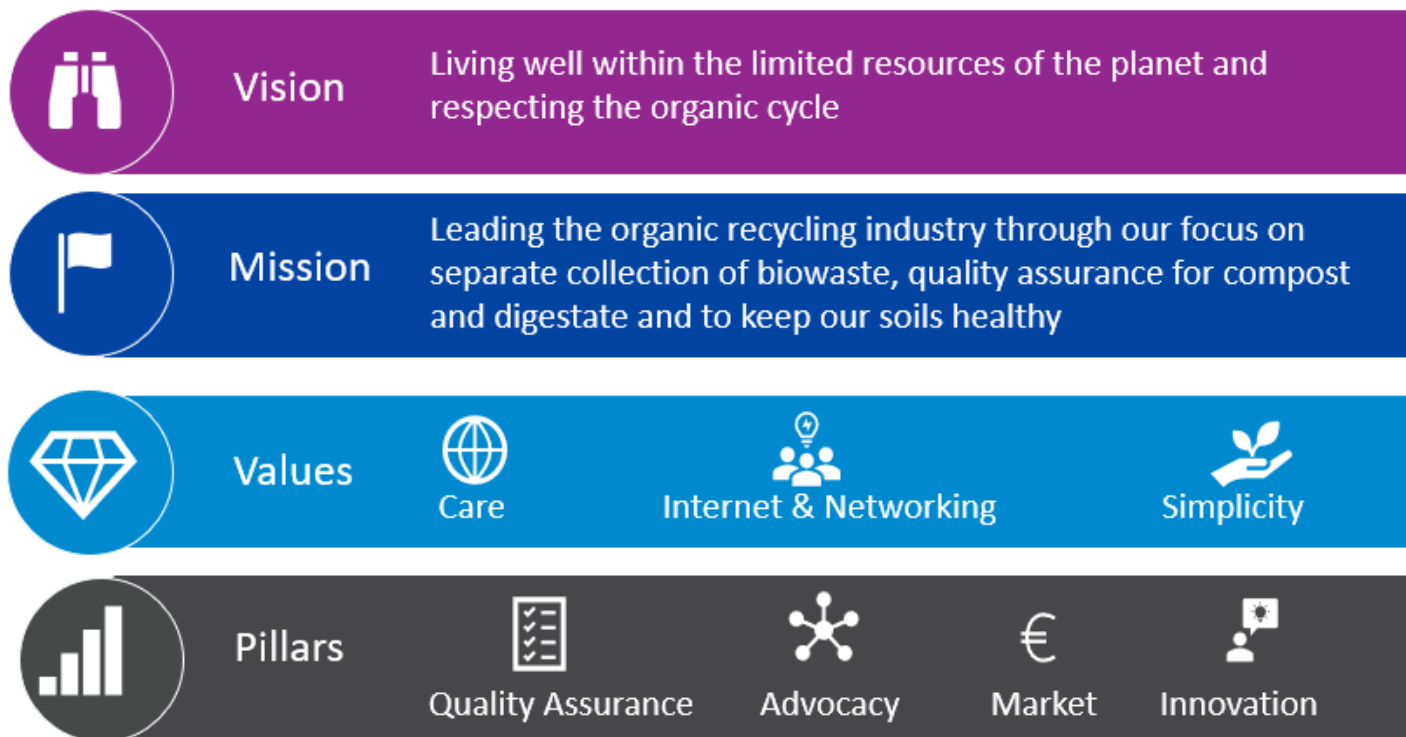 Vision
Living well within the limited resources of the planet and
respecting the organic cycle
Mission
Leading the organic recycling industry through our focus on
separate collection of biowaste, quality assurance for compost
and digestate and to keep our soils healthy
Values
Care
Internet & Networking
Simplicity
Pillars
€
Quality Assurance
Advocacy
Market
Innovation